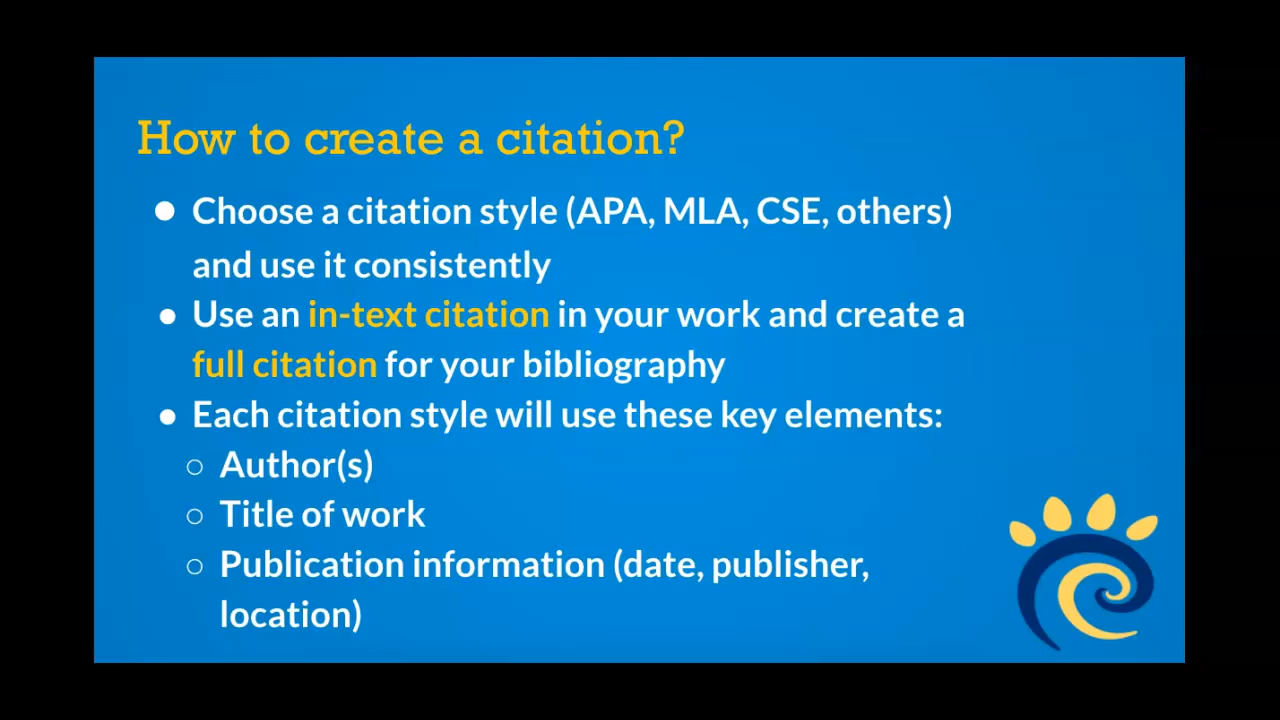 How to create a citation?
● Choose a citation style (APA, MLA, CSE, others)
and use it consistently
● Use an in-text citation in your work and create a
full citation for your bibliography
● Each citation style will use these key elements:
○ Author(s)
○ Title of work
○ Publication information (date, publisher,
location)